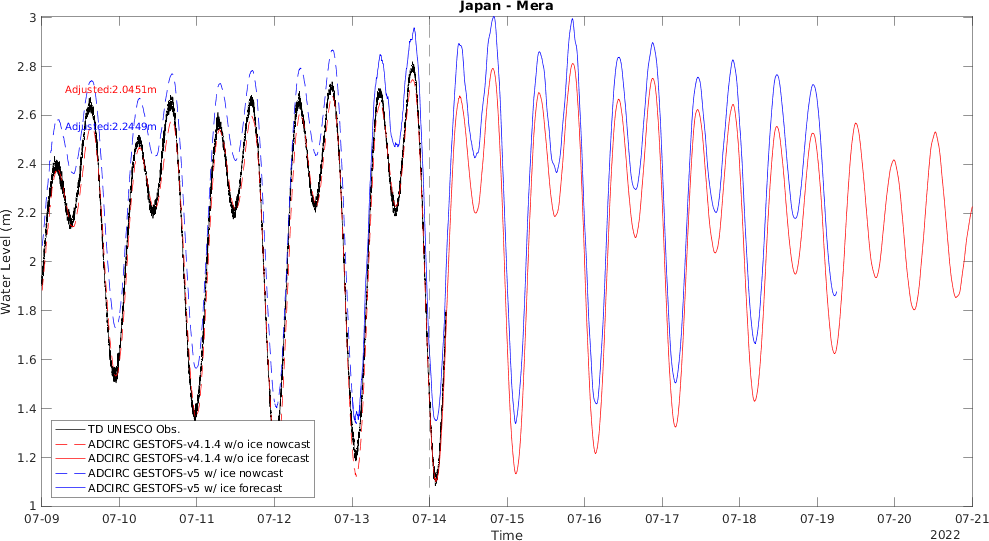 Japan - Mera
3
2.8
2.6
2.4
2.2
2
1.8
1.6
1.4
1.2
1
Water Level (m)
Adjusted:2.0451m
Adjusted:2.2449m
TD UNESCO Obs.
ADCIRC GESTOFS-v4.1.4 w/o ice nowcast
ADCIRC GESTOFS-v4.1.4 w/o ice forecast
ADCIRC GESTOFS-v5 w/ ice nowcast
ADCIRC GESTOFS-v5 w/ ice forecast
07-09 07-10 07-11 07-12 07-13 07-14 07-15 07-16 07-17 07-18 07-19 07-20 07-21
Time
2022